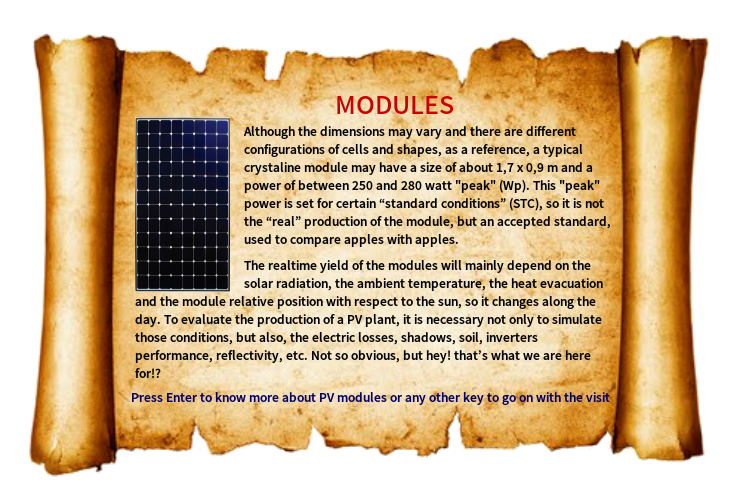 MODULES
Although the dimensions may vary and there are different
configurations of cells and shapes, as a reference, a typical
crystaline module may have a size of about 1,7 x 0,9 m and a
power of between 250 and 280 watt "peak" (Wp). This "peak"
power is set for certain “standard conditions” (STC), so it is not
the “real” production of the module, but an accepted standard,
used to compare apples with apples.
The realtime yield of the modules will mainly depend on the
solar radiation, the ambient temperature, the heat evacuation
and the module relative position with respect to the sun, so it changes along the
day. To evaluate the production of a PV plant, it is necessary not only to simulate
those conditions, but also, the electric losses, shadows, soil, inverters
performance, reflectivity, etc. Not so obvious, but hey! that’s what we are here
for!?
Press Enter to know more about PV modules or any other key to go on with the visit